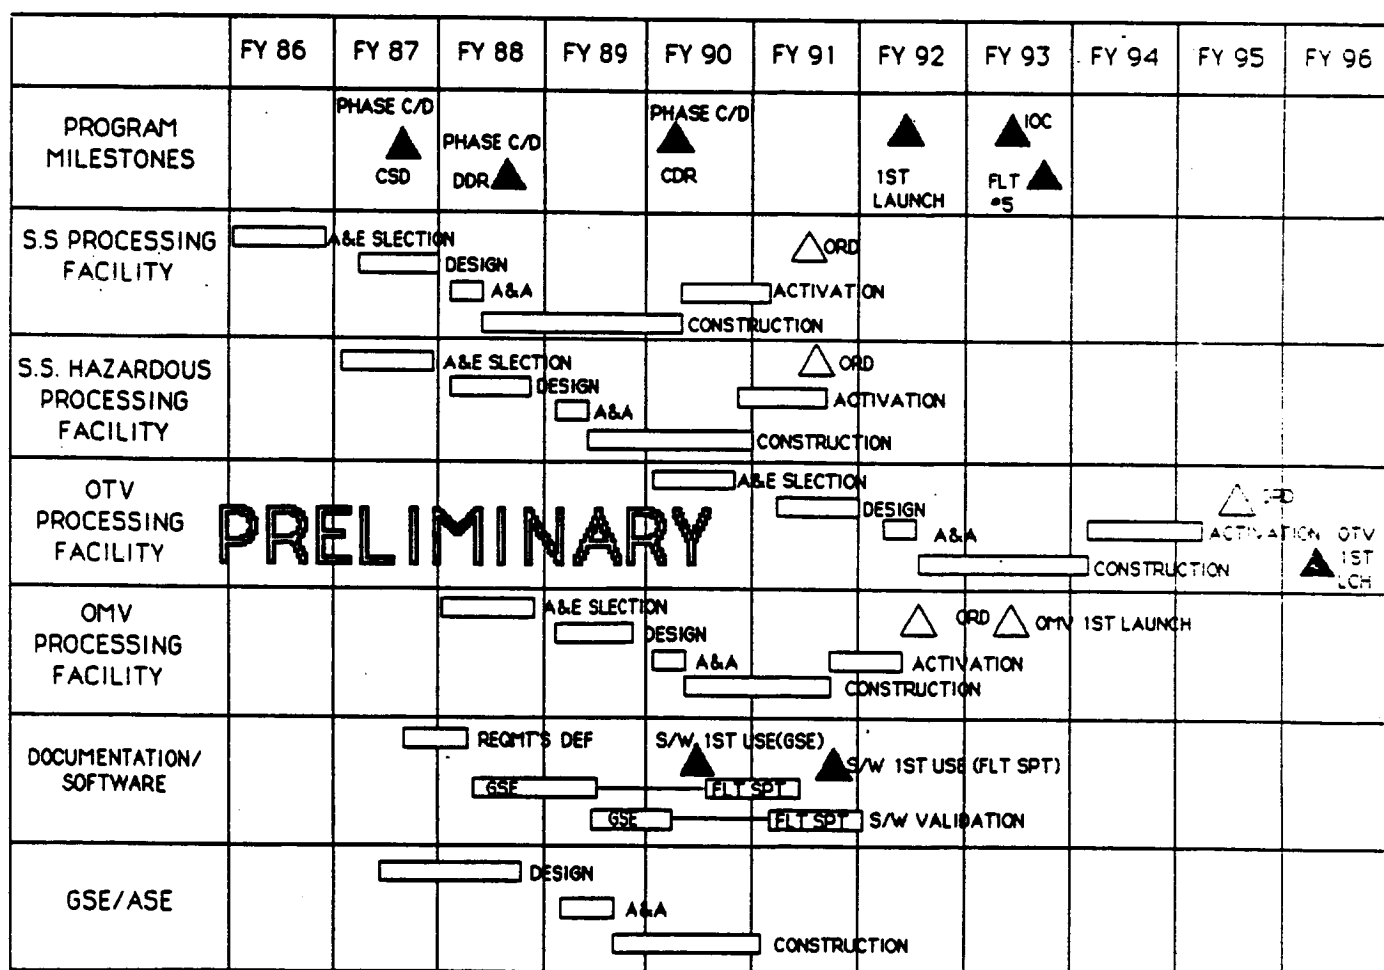 FY 86 FY 87 FY 88 FY 89 FY 90 FY 91 FY 92 FY 93 FY 94 FY 95 FY 96
PROGRAM
MILESTONES
PHASE C/D
CSD
PHASE C/D
DDR
PHASE C/D
CDR
1ST
LAUNCH
IOC
FLT
#5
S.S PROCESSING
FACILITY
A&E SLECTION
DESIGN
A&A
CONSTRUCTION
ACTIVATION
ORD
S.S. HAZARDOUS
PROCESSING
FACILITY
A&E SLECTION
DESIGN
A&A
CONSTRUCTION
ACTIVATION
ORD
OTV
PROCESSING
FACILITY
PRELIMINARY
A&E SLECTION
DESIGN
A&A
CONSTRUCTION
ACTIVATION
ORD
OTV
1ST
LCH
OMV
PROCESSING
FACILITY
A&E SLECTION
DESIGN
A&A
CONSTRUCTION
ACTIVATION
ORD
OMV 1ST LAUNCH
DOCUMENTATION/
SOFTWARE
REQMT'S DEF
S/W 1ST USE(GSE)
S/W 1ST USE (FLT SPT)
GSE FLT SPT
GSE FLT SPT S/W VALIDATION
GSE/ASE
DESIGN
A&A
CONSTRUCTION